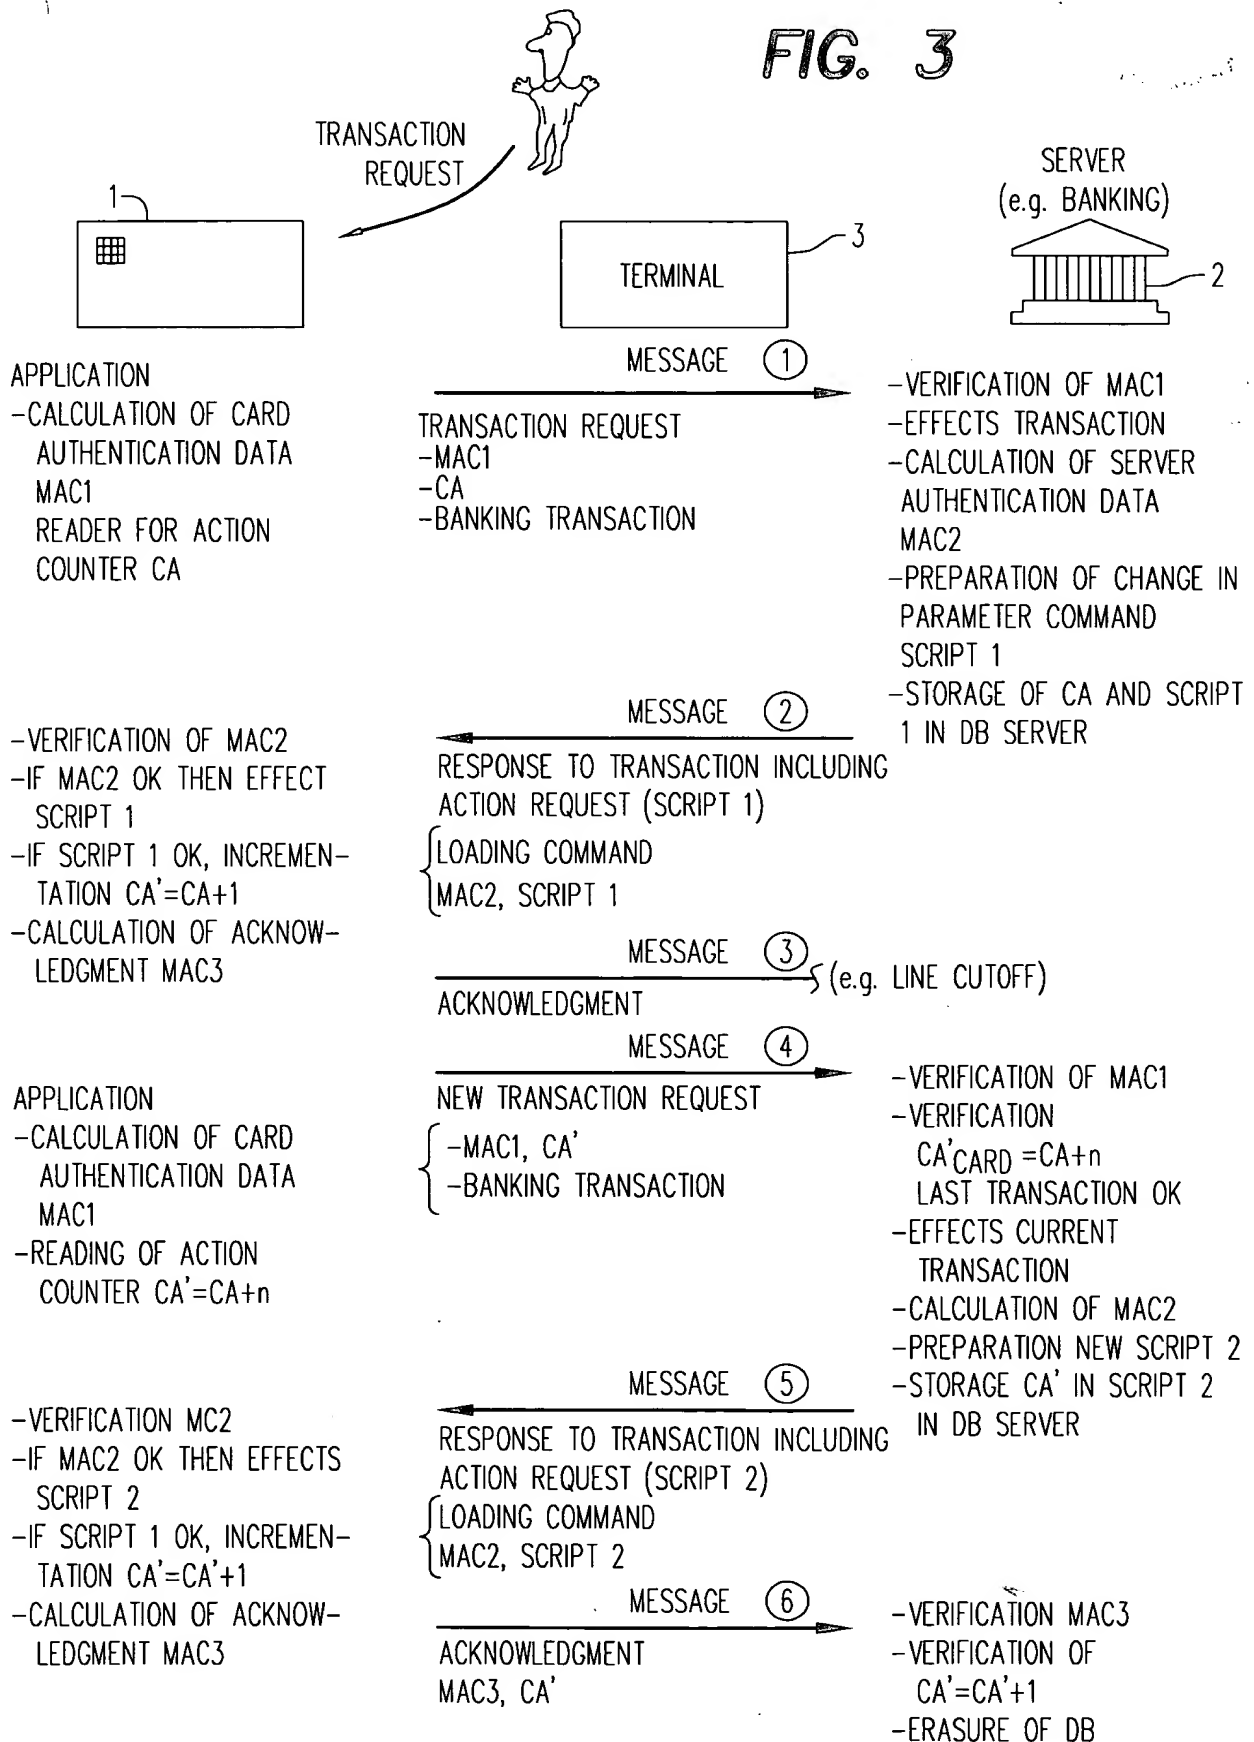 FIG. 3
TRANSACTION
REQUEST
SERVER
(e.g. BANKING)
1
TERMINAL
3
2
MESSAGE 1
APPLICATION
-CALCULATION OF CARD
AUTHENTICATION DATA
MAC1
READER FOR ACTION
COUNTER CA
TRANSACTION REQUEST
-MAC1
-CA
-BANKING TRANSACTION
-VERIFICATION OF MAC1
-EFFECTS TRANSACTION
-CALCULATION OF SERVER
AUTHENTICATION DATA
MAC2
-PREPARATION OF CHANGE IN
PARAMETER COMMAND
SCRIPT 1
-STORAGE OF CA AND SCRIPT
1 IN DB SERVER
MESSAGE 2
-VERIFICATION OF MAC2
-IF MAC2 OK THEN EFFECT
SCRIPT 1
-IF SCRIPT 1 OK, INCREMEN-
TATION CA'=CA+1
-CALCULATION OF ACKNOW-
LEDGMENT MAC3
RESPONSE TO TRANSACTION INCLUDING
ACTION REQUEST (SCRIPT 1)
LOADING COMMAND
MAC2, SCRIPT 1
MESSAGE 3
(e.g. LINE CUTOFF)
ACKNOWLEDGMENT
MESSAGE 4
APPLICATION
-CALCULATION OF CARD
AUTHENTICATION DATA
MAC1
-READING OF ACTION
COUNTER CA'=CA+n
NEW TRANSACTION REQUEST
-MAC1, CA'
-BANKING TRANSACTION
-VERIFICATION OF MAC1
-VERIFICATION
CA'CARD =CA+n
LAST TRANSACTION OK
-EFFECTS CURRENT
TRANSACTION
-CALCULATION OF MAC2
-PREPARATION NEW SCRIPT 2
-STORAGE CA' IN SCRIPT 2
IN DB SERVER
MESSAGE 5
-VERIFICATION MC2
-IF MAC2 OK THEN EFFECTS
SCRIPT 2
-IF SCRIPT 1 OK, INCREMEN-
TATION CA'=CA'+1
-CALCULATION OF ACKNOW-
LEDGMENT MAC3
RESPONSE TO TRANSACTION INCLUDING
ACTION REQUEST (SCRIPT 2)
LOADING COMMAND
MAC2, SCRIPT 2
MESSAGE 6
ACKNOWLEDGMENT
MAC3, CA'
-VERIFICATION MAC3
-VERIFICATION OF
CA'=CA'+1
-ERASURE OF DB